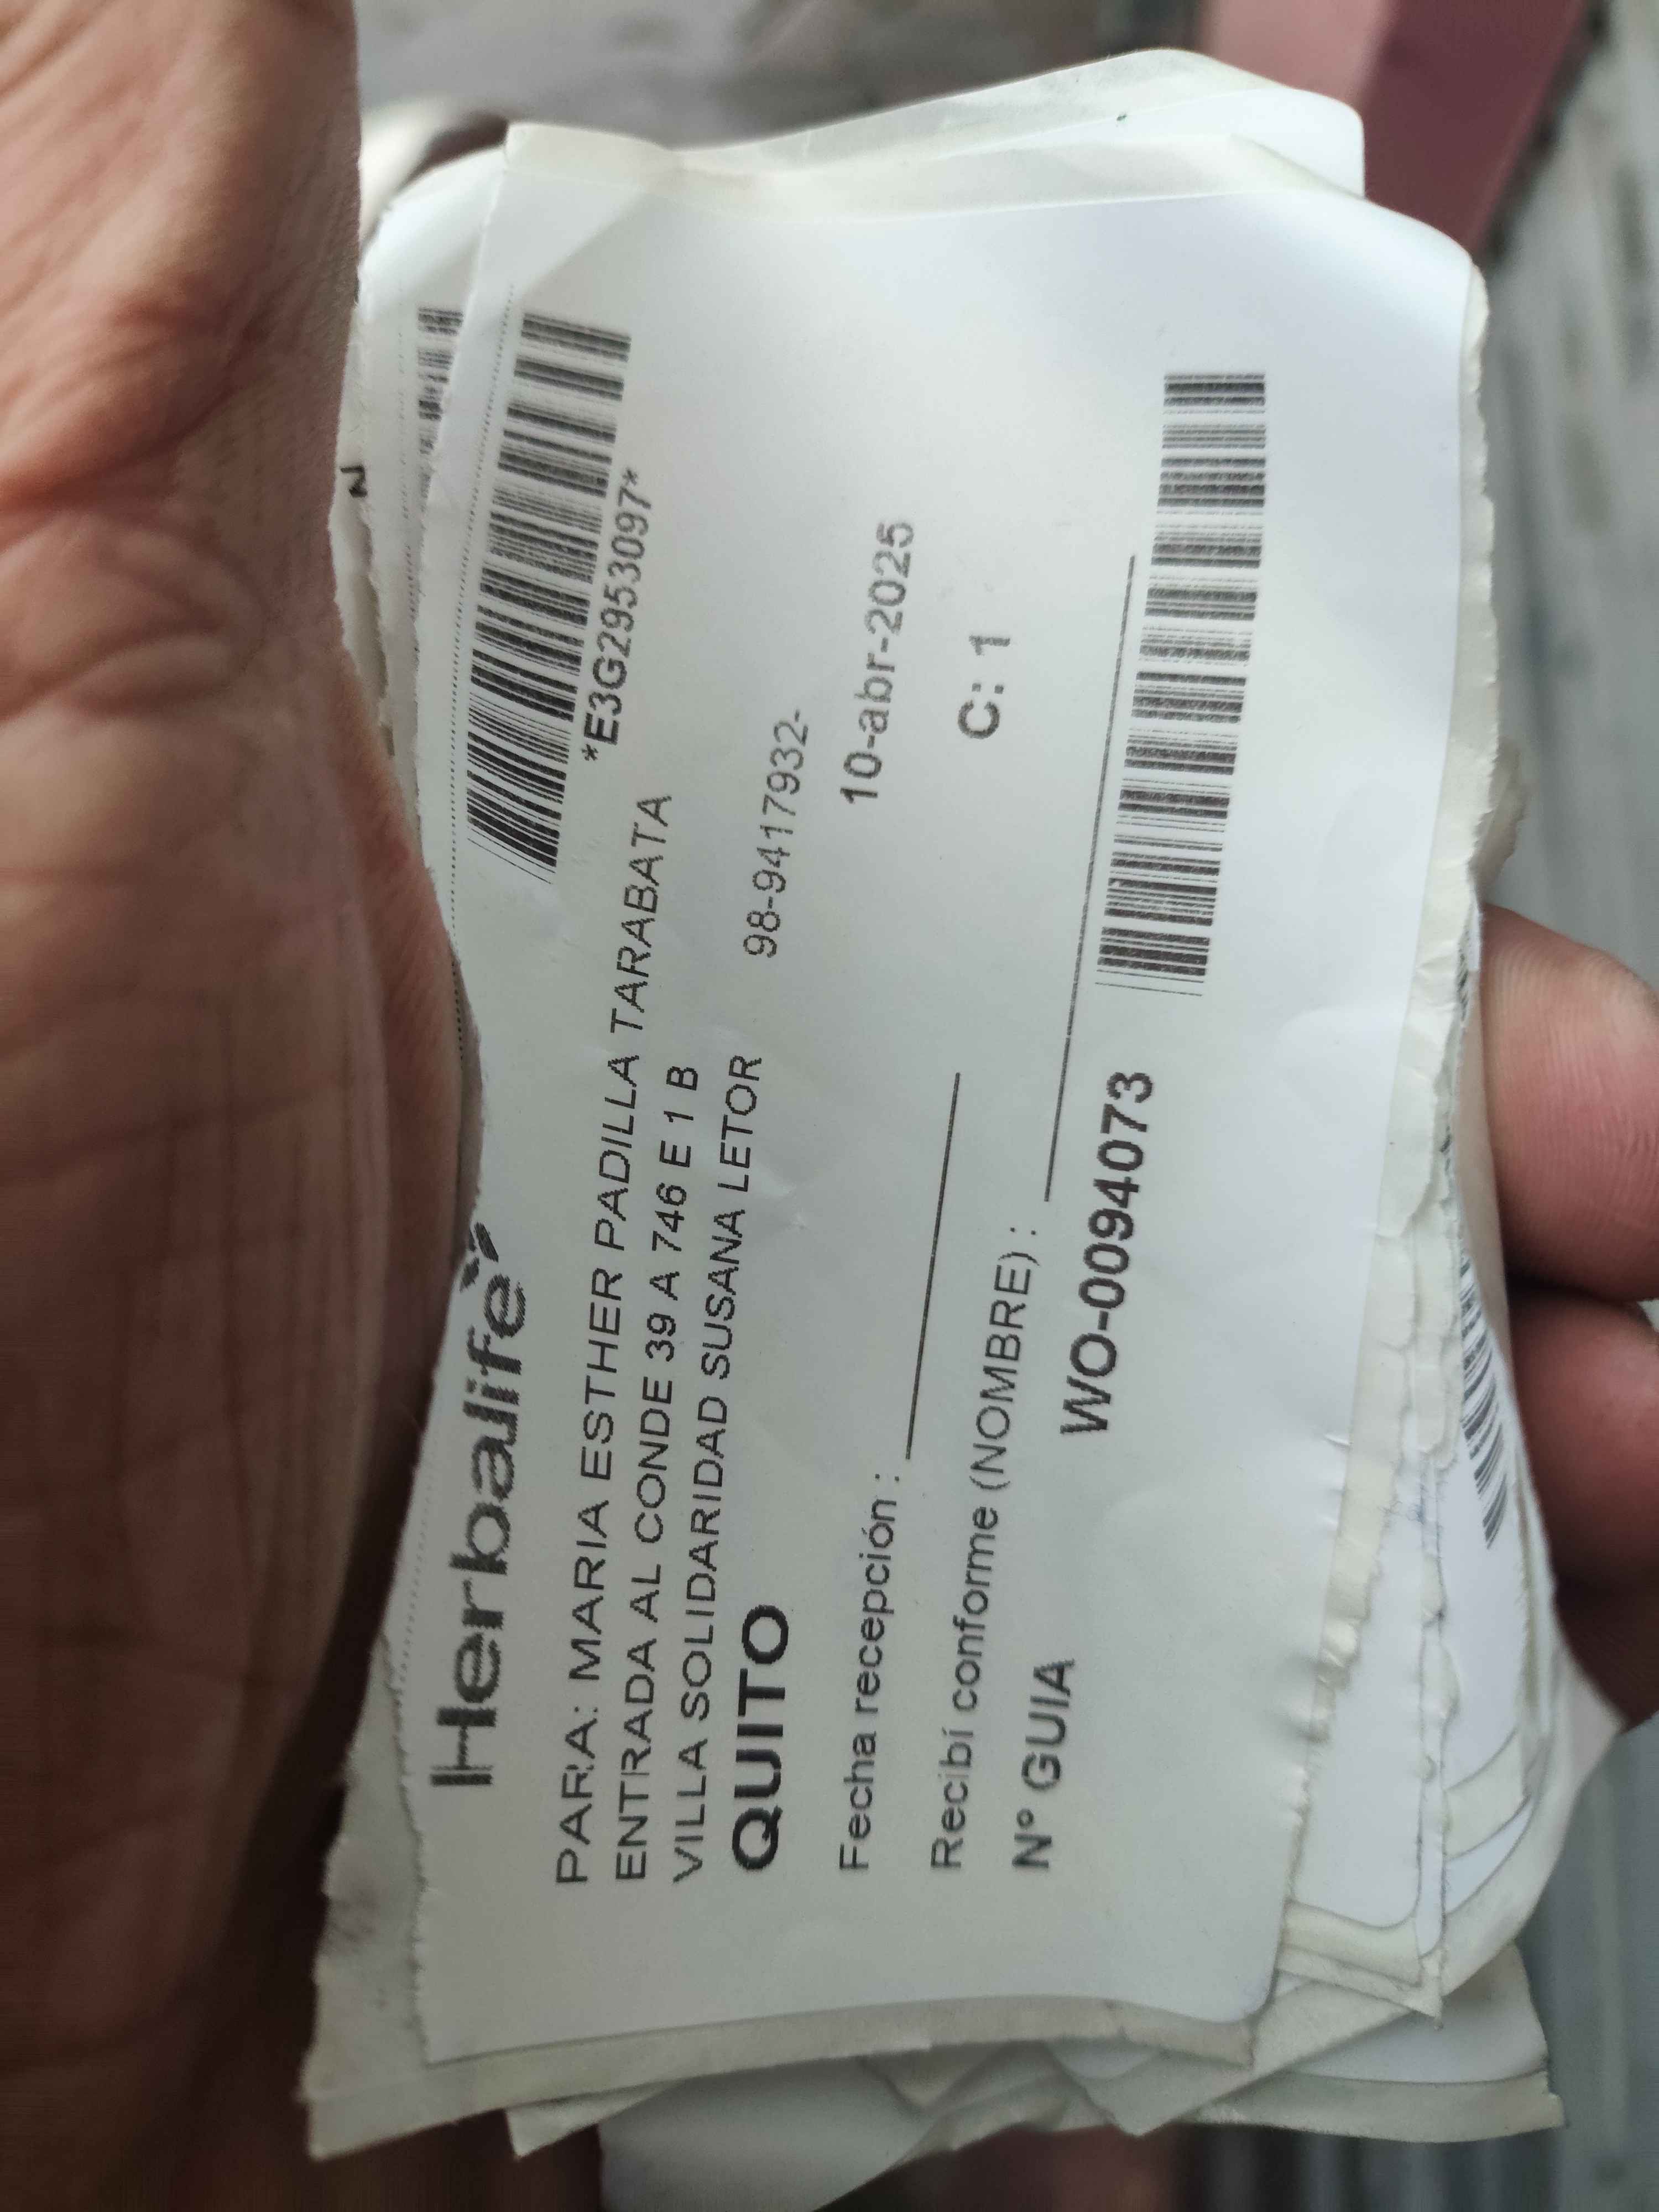 Herbalife
*E3G2953097*
PARA: MARIA ESTHER PADILLA TARABATA
ENTRADA AL CONDE 39 A 746 E 1 B
VILLA SOLIDARIDAD SUSANA LETOR
QUITO 98-9417932-
Fecha recepción : 10-abr-2025
Recibí conforme (NOMBRE) : C: 1
Nº GUIA WO-0094073
N